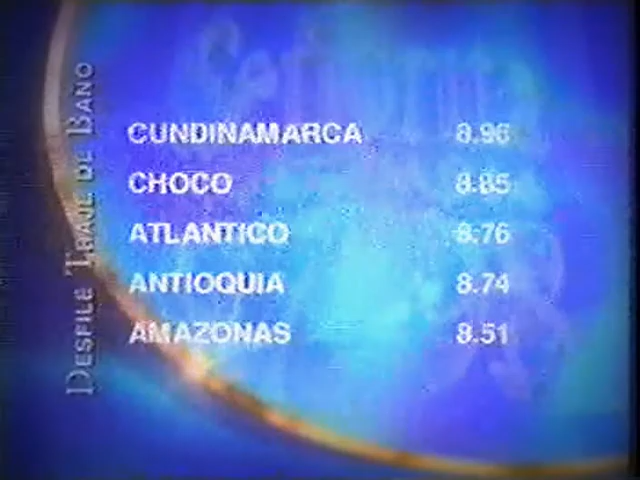 Señorita
DESFILE TRAJE DE BAÑO
CUNDINAMARCA 8.96
CHOCO 8.85
ATLANTICO 8.76
ANTIOQUIA 8.74
AMAZONAS 8.51